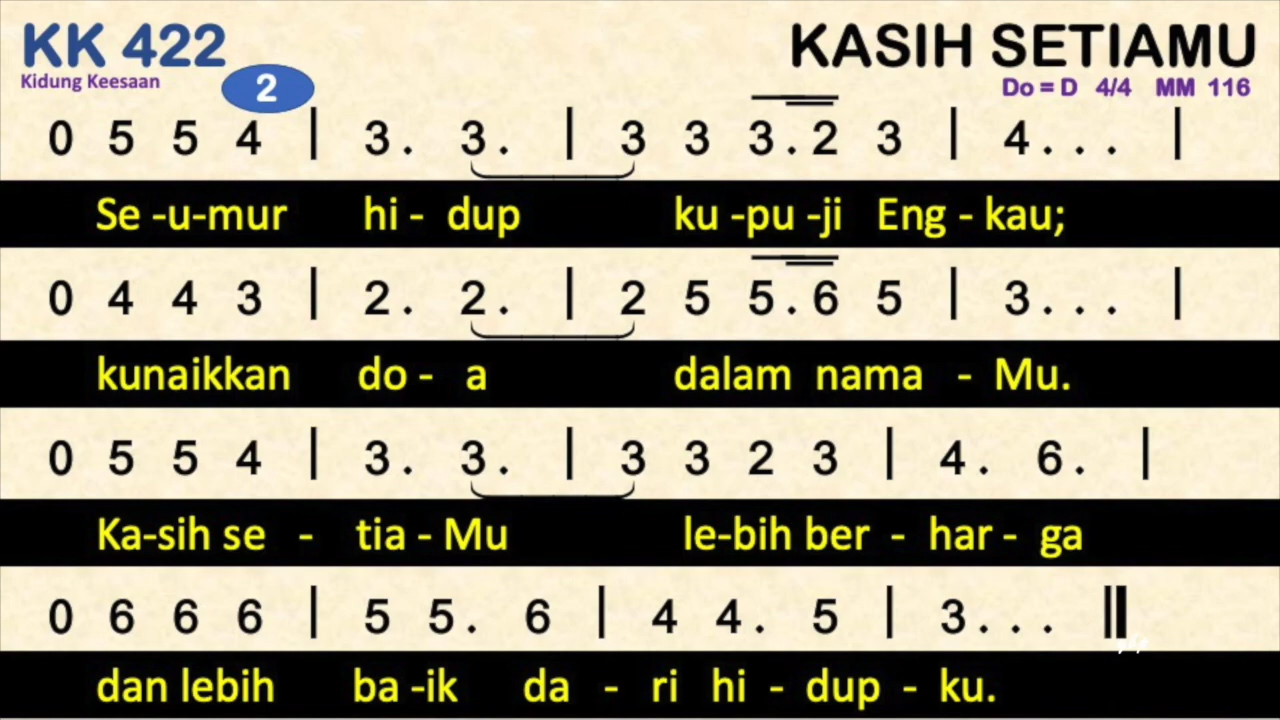 KK 422
KASIH SETIAMU
Kidung Keesaan
2
Do = D 4/4 MM 116
0 5 5 4 | 3 . 3 . | 3 3 3 . 2 3 | 4 . . . |
Se -u-mur hi - dup ku -pu -ji Eng - kau;
0 4 4 3 | 2 . 2 . | 2 5 5 . 6 5 | 3 . . . |
kunaikkan do - a dalam nama - Mu.
0 5 5 4 | 3 . 3 . | 3 3 2 3 | 4 . 6 . |
Ka-sih se - tia - Mu le-bih ber - har - ga
0 6 6 6 | 5 5 . 6 | 4 4 . 5 | 3 . . . ||
dan lebih ba -ik da - ri hi - dup - ku.